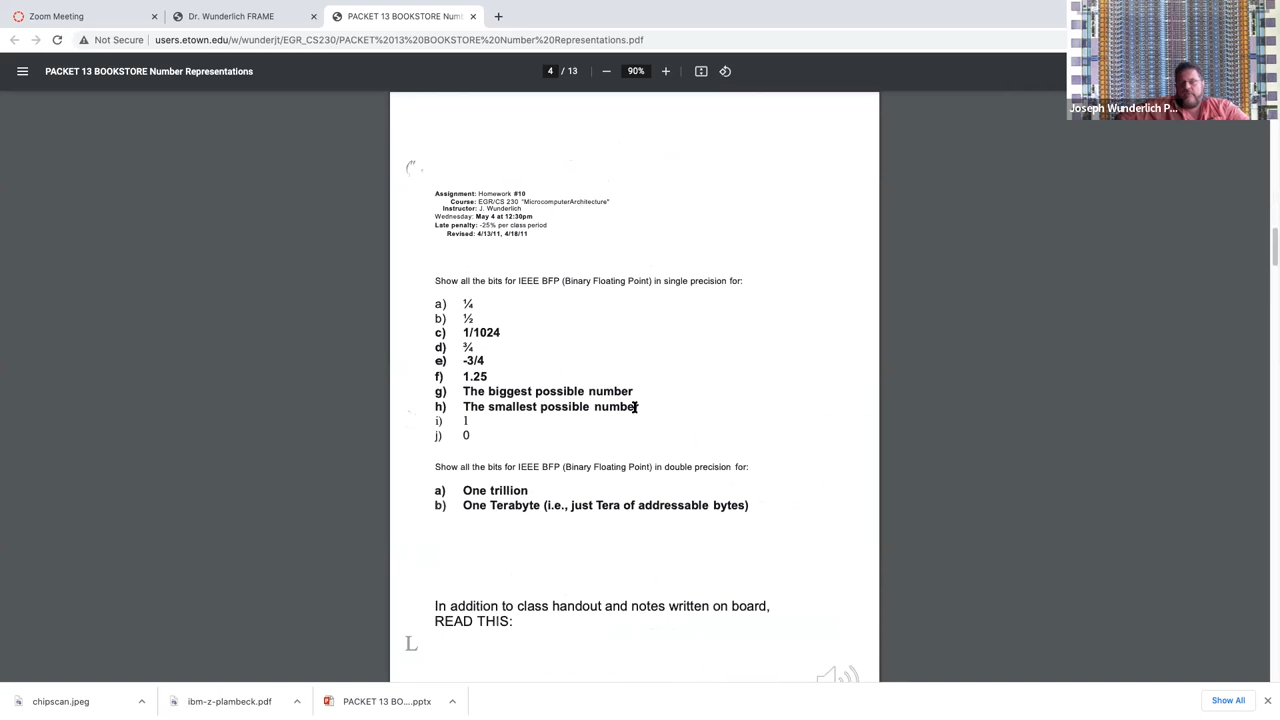 Zoom Meeting
Dr. Wunderlich FRAME
PACKET 13 BOOKSTORE Num
Not Secure
users.etown.edu/w/wunderjt/EGR_CS230/PACKET%2013%20BOOKSTORE%20Number%20Representations.pdf
PACKET 13 BOOKSTORE Number Representations
4 / 13
90%
Joseph Wunderlich P...
Assignment: Homework #10
Course: EGR/CS 230 "MicrocomputerArchitecture"
Instructor: J. Wunderlich
Wednesday: May 4 at 12:30pm
Late penalty: -25% per class period
Revised: 4/13/11, 4/18/11
Show all the bits for IEEE BFP (Binary Floating Point) in single precision for:
a) ¼
b) ½
c) 1/1024
d) ¾
e) -3/4
f) 1.25
g) The biggest possible number
h) The smallest possible number
i) 1
j) 0
Show all the bits for IEEE BFP (Binary Floating Point) in double precision for:
a) One trillion
b) One Terabyte (i.e., just Tera of addressable bytes)
In addition to class handout and notes written on board,
READ THIS:
L
chipscan.jpeg
ibm-z-plambeck.pdf
PACKET 13 BO....pptx
Show All